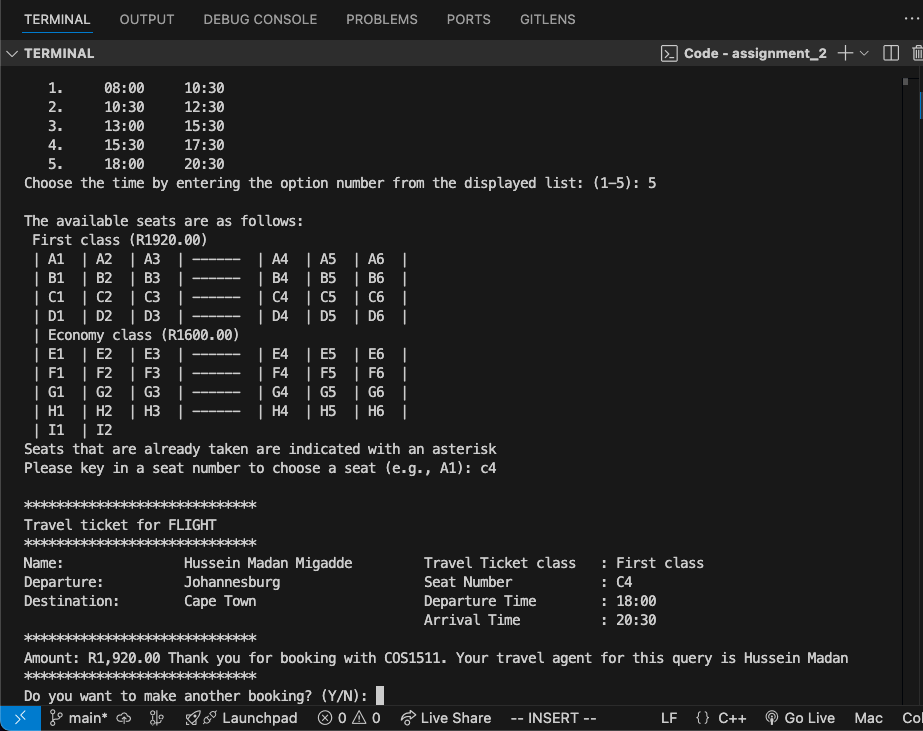 TERMINAL OUTPUT DEBUG CONSOLE PROBLEMS PORTS GITLENS ...
TERMINAL Code - assignment_2
1. 08:00 10:30
2. 10:30 12:30
3. 13:00 15:30
4. 15:30 17:30
5. 18:00 20:30
Choose the time by entering the option number from the displayed list: (1-5): 5
The available seats are as follows:
First class (R1920.00)
| A1 | A2 | A3 | ------ | A4 | A5 | A6 |
| B1 | B2 | B3 | ------ | B4 | B5 | B6 |
| C1 | C2 | C3 | ------ | C4 | C5 | C6 |
| D1 | D2 | D3 | ------ | D4 | D5 | D6 |
| Economy class (R1600.00)
| E1 | E2 | E3 | ------ | E4 | E5 | E6 |
| F1 | F2 | F3 | ------ | F4 | F5 | F6 |
| G1 | G2 | G3 | ------ | G4 | G5 | G6 |
| H1 | H2 | H3 | ------ | H4 | H5 | H6 |
| I1 | I2
Seats that are already taken are indicated with an asterisk
Please key in a seat number to choose a seat (e.g., A1): c4
*****************************
Travel ticket for FLIGHT
*****************************
Name: Hussein Madan Migadde Travel Ticket class : First class
Departure: Johannesburg Seat Number : C4
Destination: Cape Town Departure Time : 18:00
Arrival Time : 20:30
*****************************
Amount: R1,920.00 Thank you for booking with COS1511. Your travel agent for this query is Hussein Madan
*****************************
Do you want to make another booking? (Y/N):
main* Launchpad 0 0 Live Share -- INSERT -- LF {} C++ Go Live Mac Col